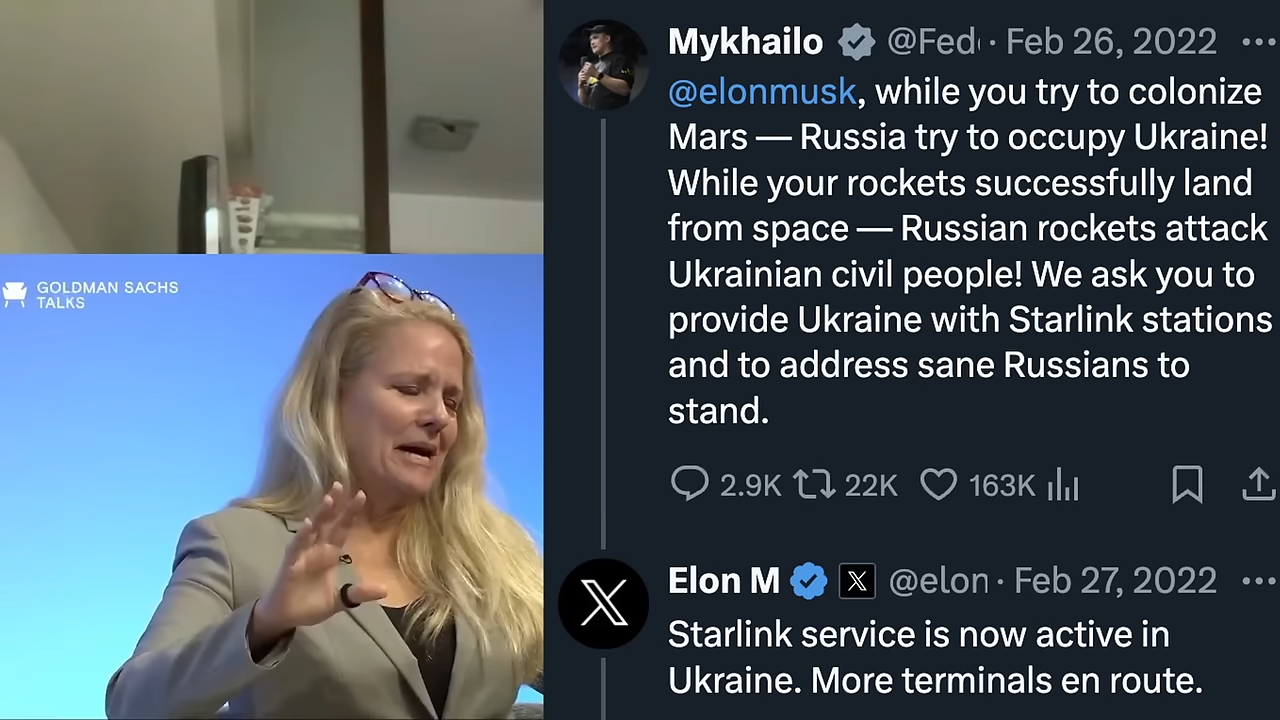 GOLDMAN SACHS
TALKS
Mykhailo @Fed · Feb 26, 2022
@elonmusk, while you try to colonize
Mars — Russia try to occupy Ukraine!
While your rockets successfully land
from space — Russian rockets attack
Ukrainian civil people! We ask you to
provide Ukraine with Starlink stations
and to address sane Russians to
stand.
2.9K 22K 163K
Elon M X @elon · Feb 27, 2022
Starlink service is now active in
Ukraine. More terminals en route.